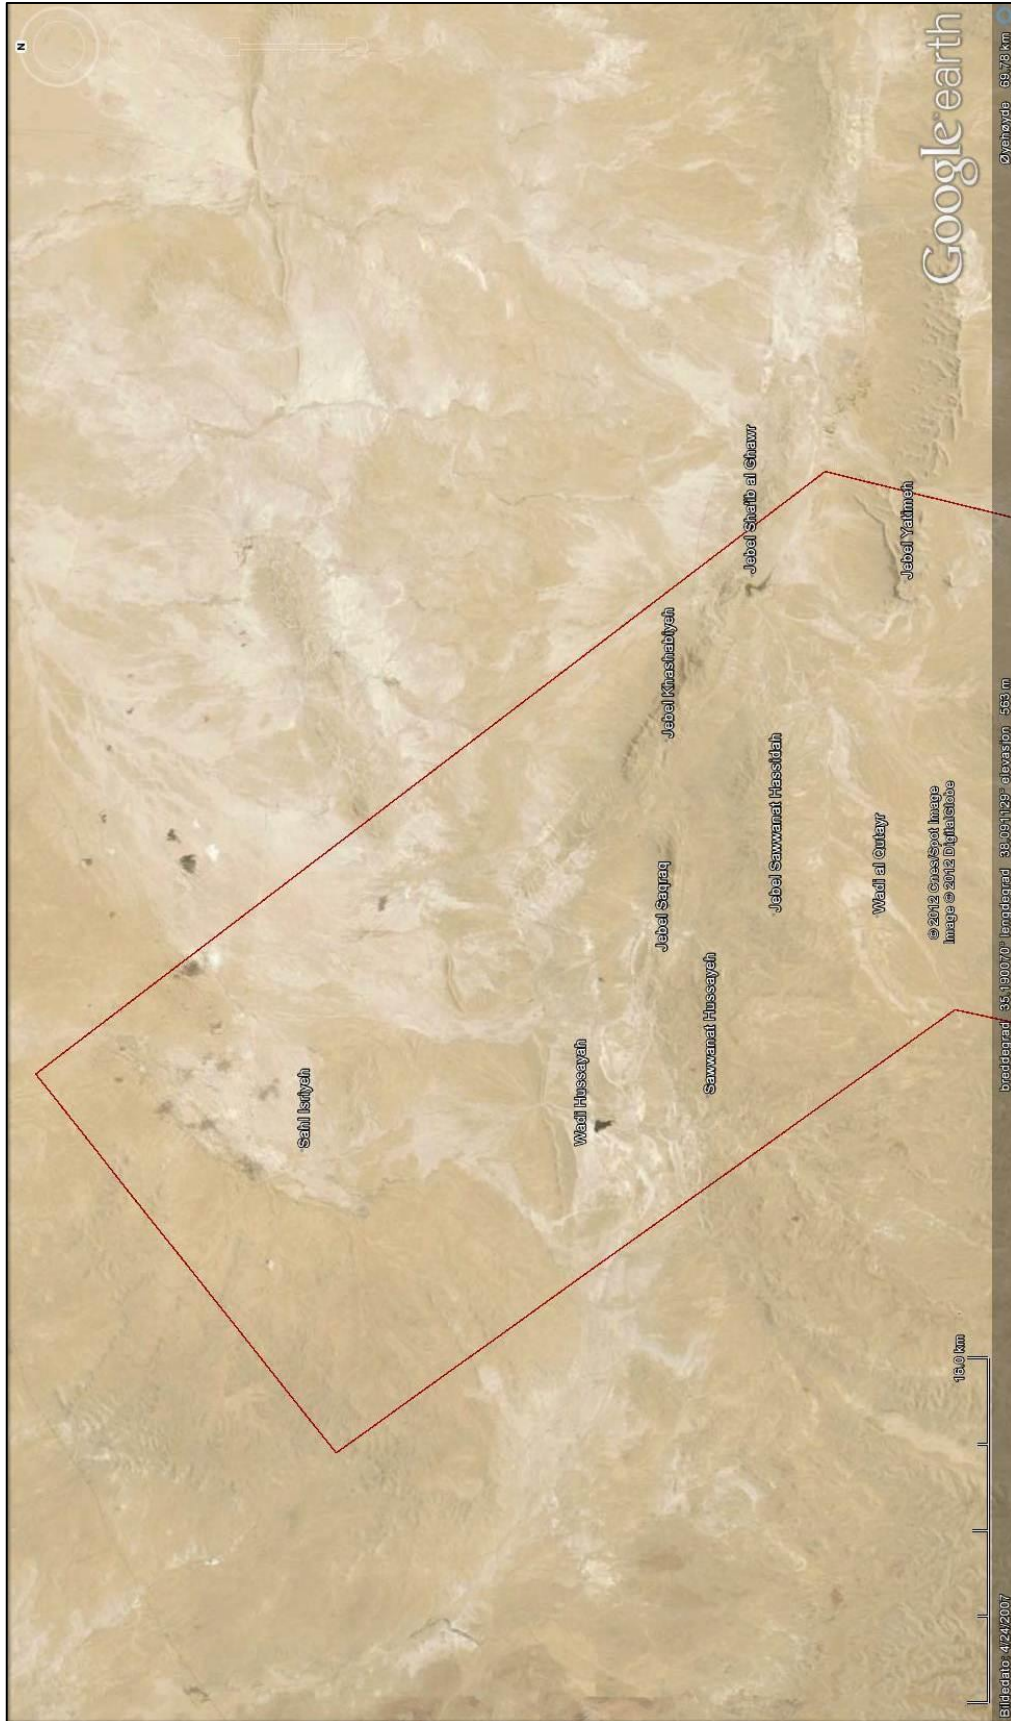 N
Sahl Isriyeh
Wadi Hussayah
Jebel Khashabiyeh
Jebel Saqraq
Sawwanat Hussayeh
Jebel Shaib al Ghawr
Jebel Sawwanat Hassidah
Wadi al Qutayr
Jebel Yatimeh
© 2012 Cnes/Spot Image
Image © 2012 DigitalGlobe
Google earth
16.0 km
Bildedato: 4/24/2007
breddegrad 35.190070° lengdegrad 38.091129° elevasion 563 m
Øyehøyde 69.78 km